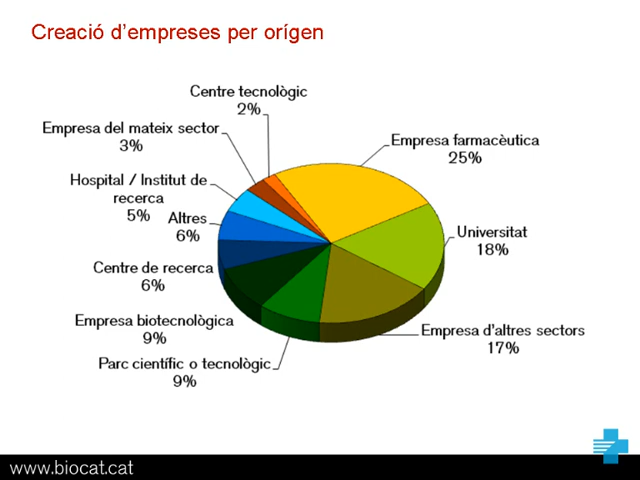 Creació d'empreses per orígen
Centre tecnològic
2%
Empresa del mateix sector
3%
Empresa farmacèutica
25%
Hospital / Institut de
recerca
5%
Altres
6%
Universitat
18%
Centre de recerca
6%
Empresa biotecnològica
9%
Empresa d'altres sectors
17%
Parc científic o tecnològic
9%
www.biocat.cat